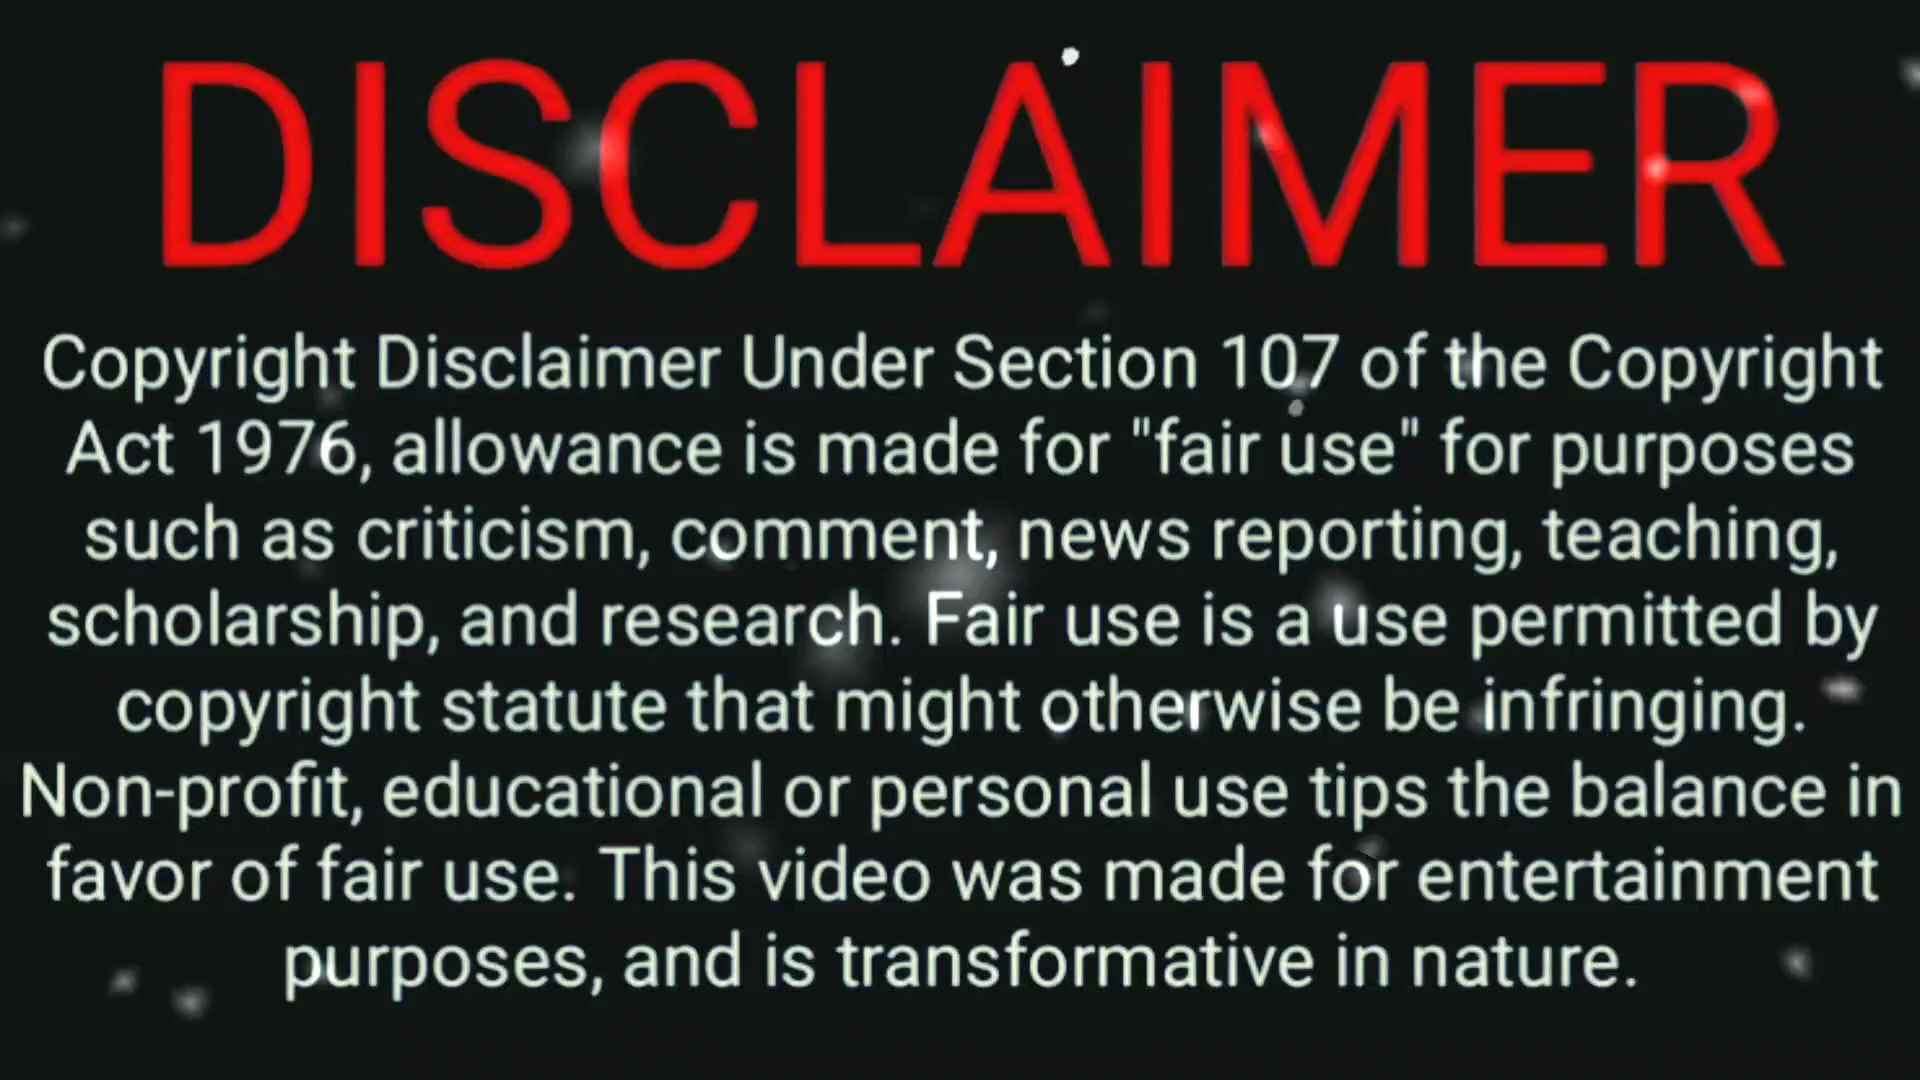 DISCLAIMER
Copyright Disclaimer Under Section 107 of the Copyright
Act 1976, allowance is made for "fair use" for purposes
such as criticism, comment, news reporting, teaching,
scholarship, and research. Fair use is a use permitted by
copyright statute that might otherwise be infringing.
Non-profit, educational or personal use tips the balance in
favor of fair use. This video was made for entertainment
purposes, and is transformative in nature.